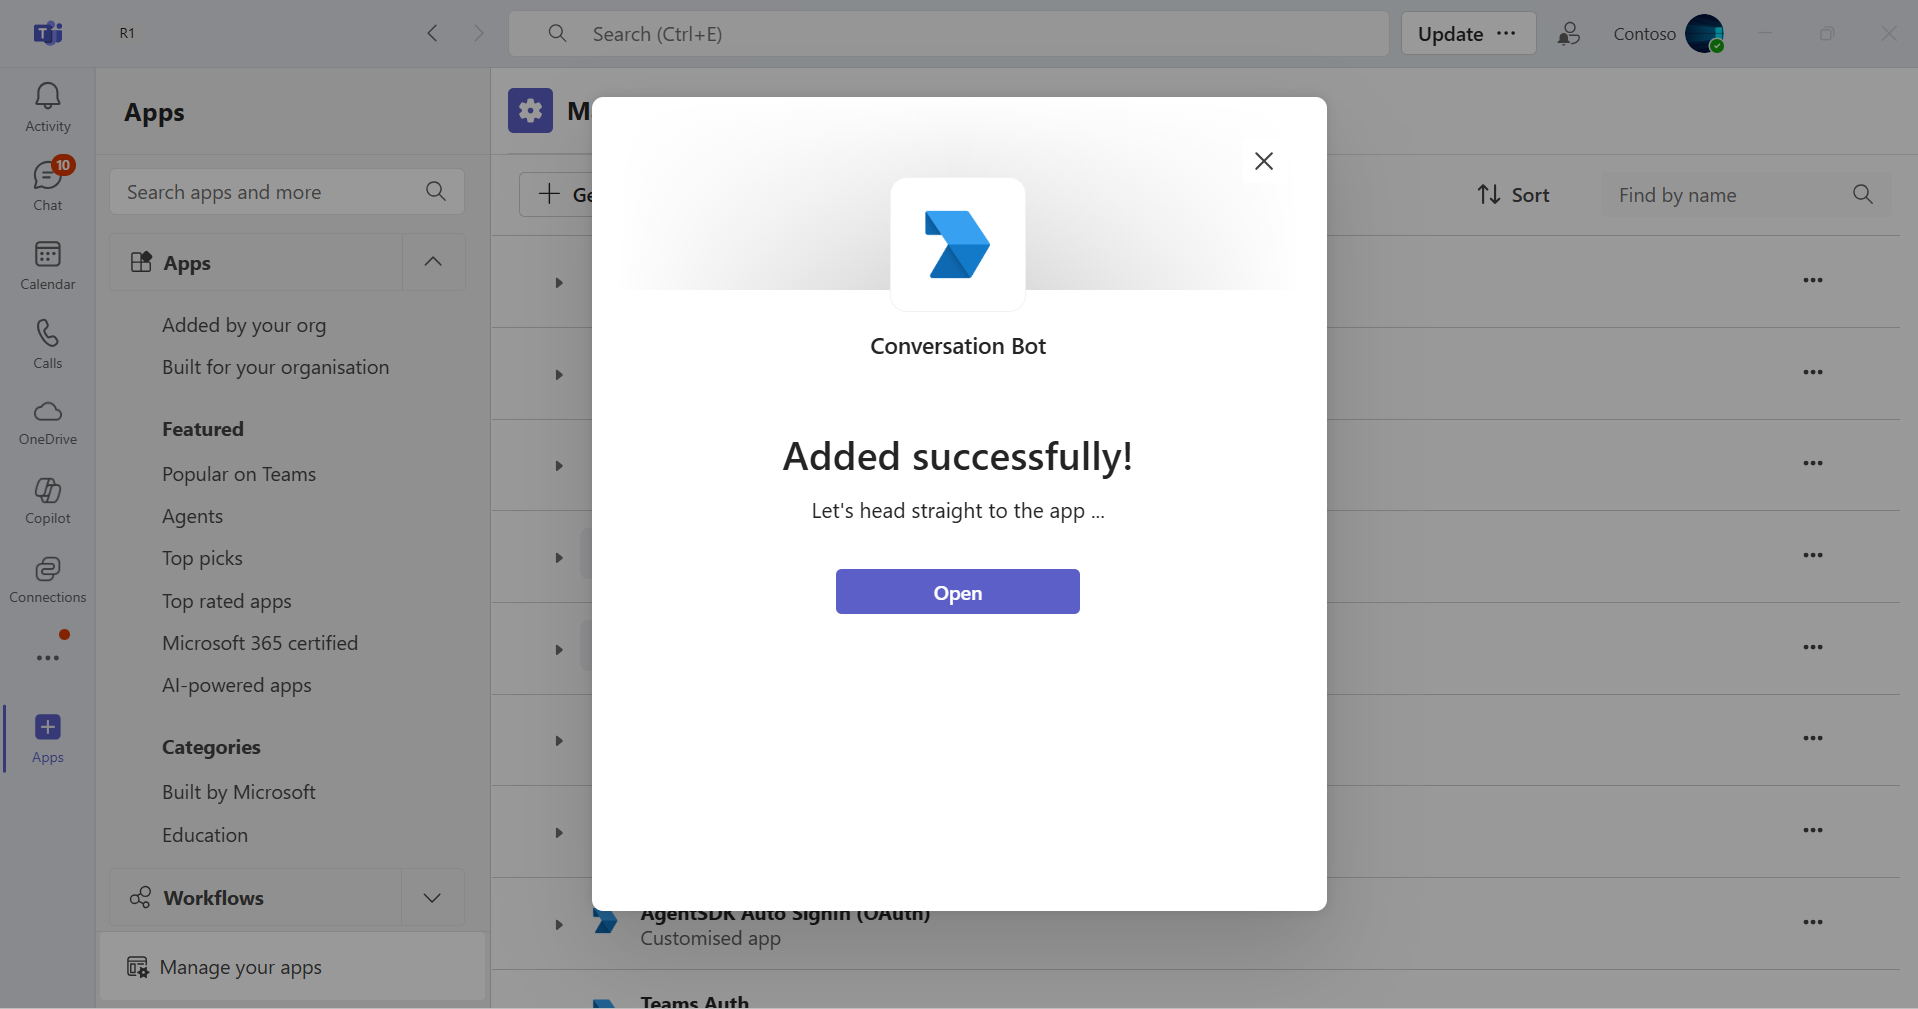 R1
Search (Ctrl+E)
Update
Contoso
Activity
10
Chat
Calendar
Calls
OneDrive
Copilot
Connections
Apps
Apps
Search apps and more
Apps
Added by your org
Built for your organisation
Featured
Popular on Teams
Agents
Top picks
Top rated apps
Microsoft 365 certified
AI-powered apps
Categories
Built by Microsoft
Education
Workflows
Manage your apps
Sort
Find by name
Conversation Bot
Added successfully!
Let's head straight to the app ...
Open
AgentSDK Auto Signin (OAuth)
Customised app
Teams Auth